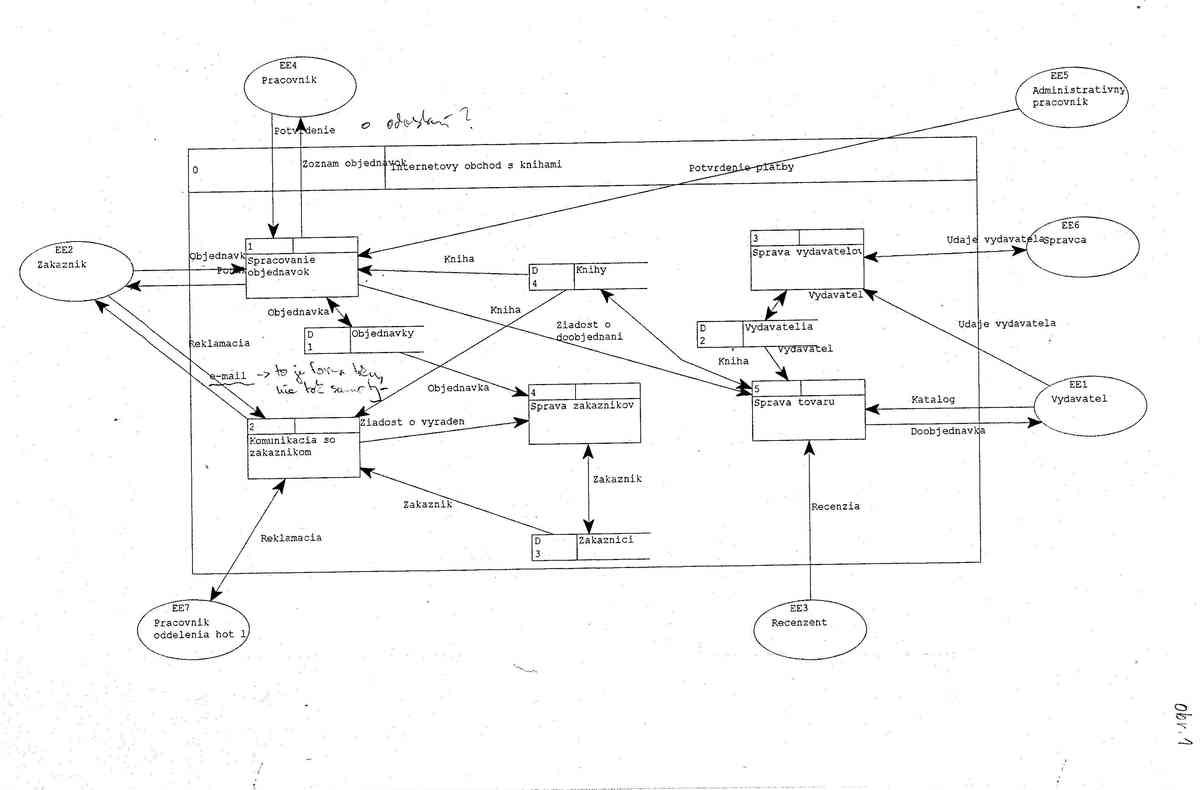 EE4
Pracovnik
EE5
Administrativny
pracovnik
Potvrdenie
o odoslaní?
0
Zoznam objednavok
Internetovy obchod s knihami
Potvrdenie platby
EE2
Zakaznik
Objednavk
1
Spracovanie
objednavok
Kniha
D
4
Knihy
3
Sprava vydavatelov
Udaje vydavatela
EE6
Spravca
Objednavka
D
1
Objednavky
Kniha
Ziadost o
doobjednani
Vydavatel
D
2
Vydavatelia
Vydavatel
Kniha
Udaje vydavatela
Reklamacia
e-mail -> to je forma
nie
Objednavka
4
Sprava zakaznikov
5
Sprava tovaru
Katalog
Doobjednavka
EE1
Vydavatel
2
Komunikacia so
zakaznikom
Ziadost o vyraden
Zakaznik
Zakaznik
D
3
Zakaznici
Recenzia
Reklamacia
EE7
Pracovnik
oddelenia hot l
EE3
Recenzent
obr. 1